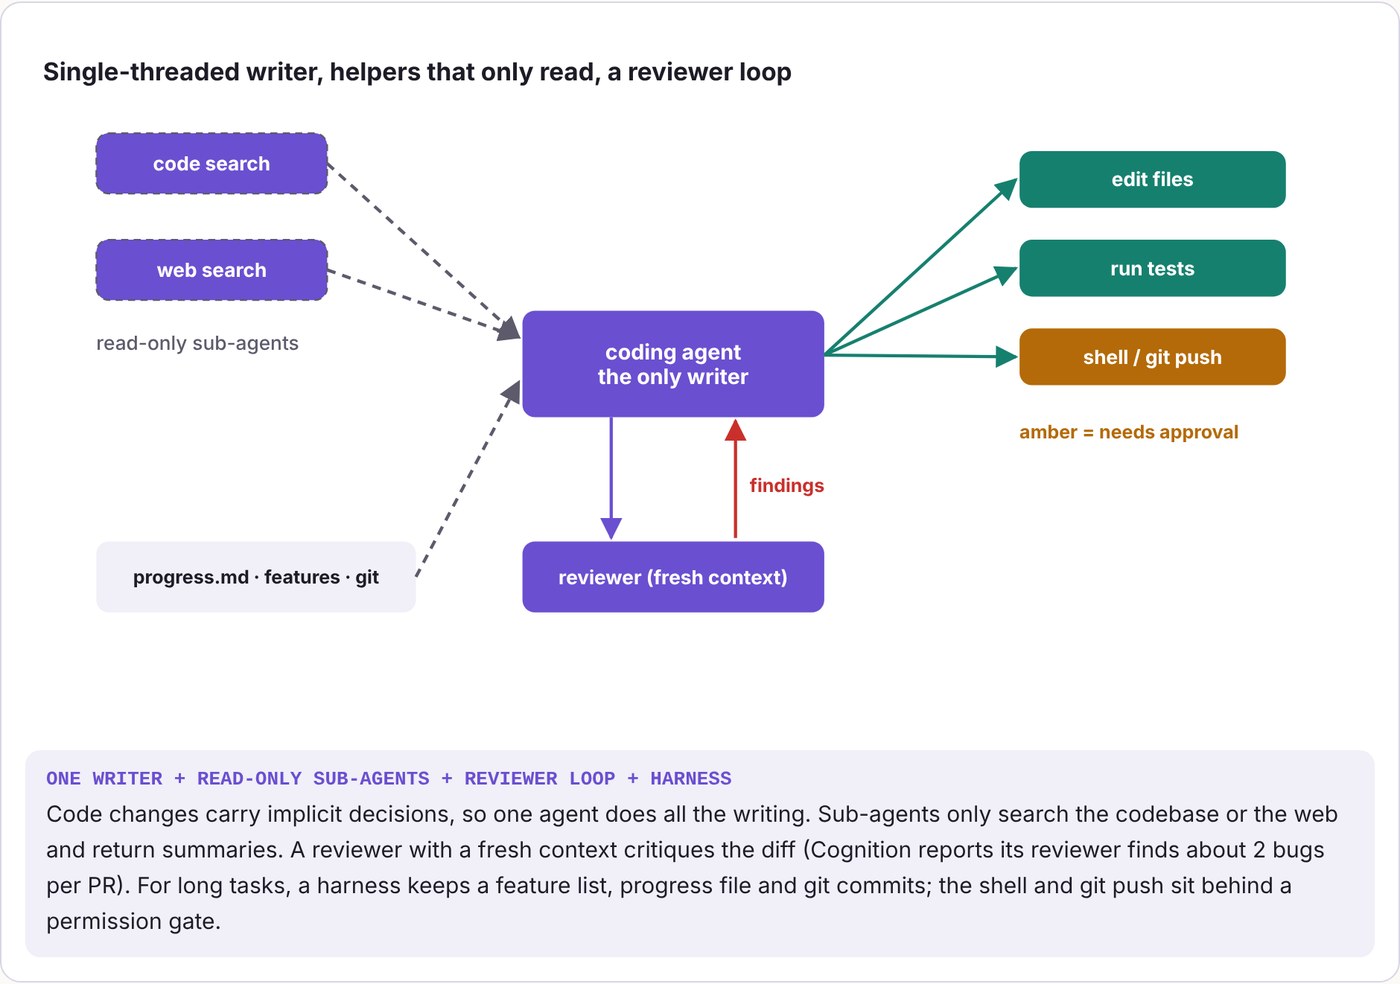 Single-threaded writer, helpers that only read, a reviewer loop
code search
web search
read-only sub-agents
progress.md · features · git
coding agent
the only writer
findings
reviewer (fresh context)
edit files
run tests
shell / git push
amber = needs approval
ONE WRITER + READ-ONLY SUB-AGENTS + REVIEWER LOOP + HARNESS
Code changes carry implicit decisions, so one agent does all the writing. Sub-agents only search the codebase or the web
and return summaries. A reviewer with a fresh context critiques the diff (Cognition reports its reviewer finds about 2 bugs
per PR). For long tasks, a harness keeps a feature list, progress file and git commits; the shell and git push sit behind a
permission gate.